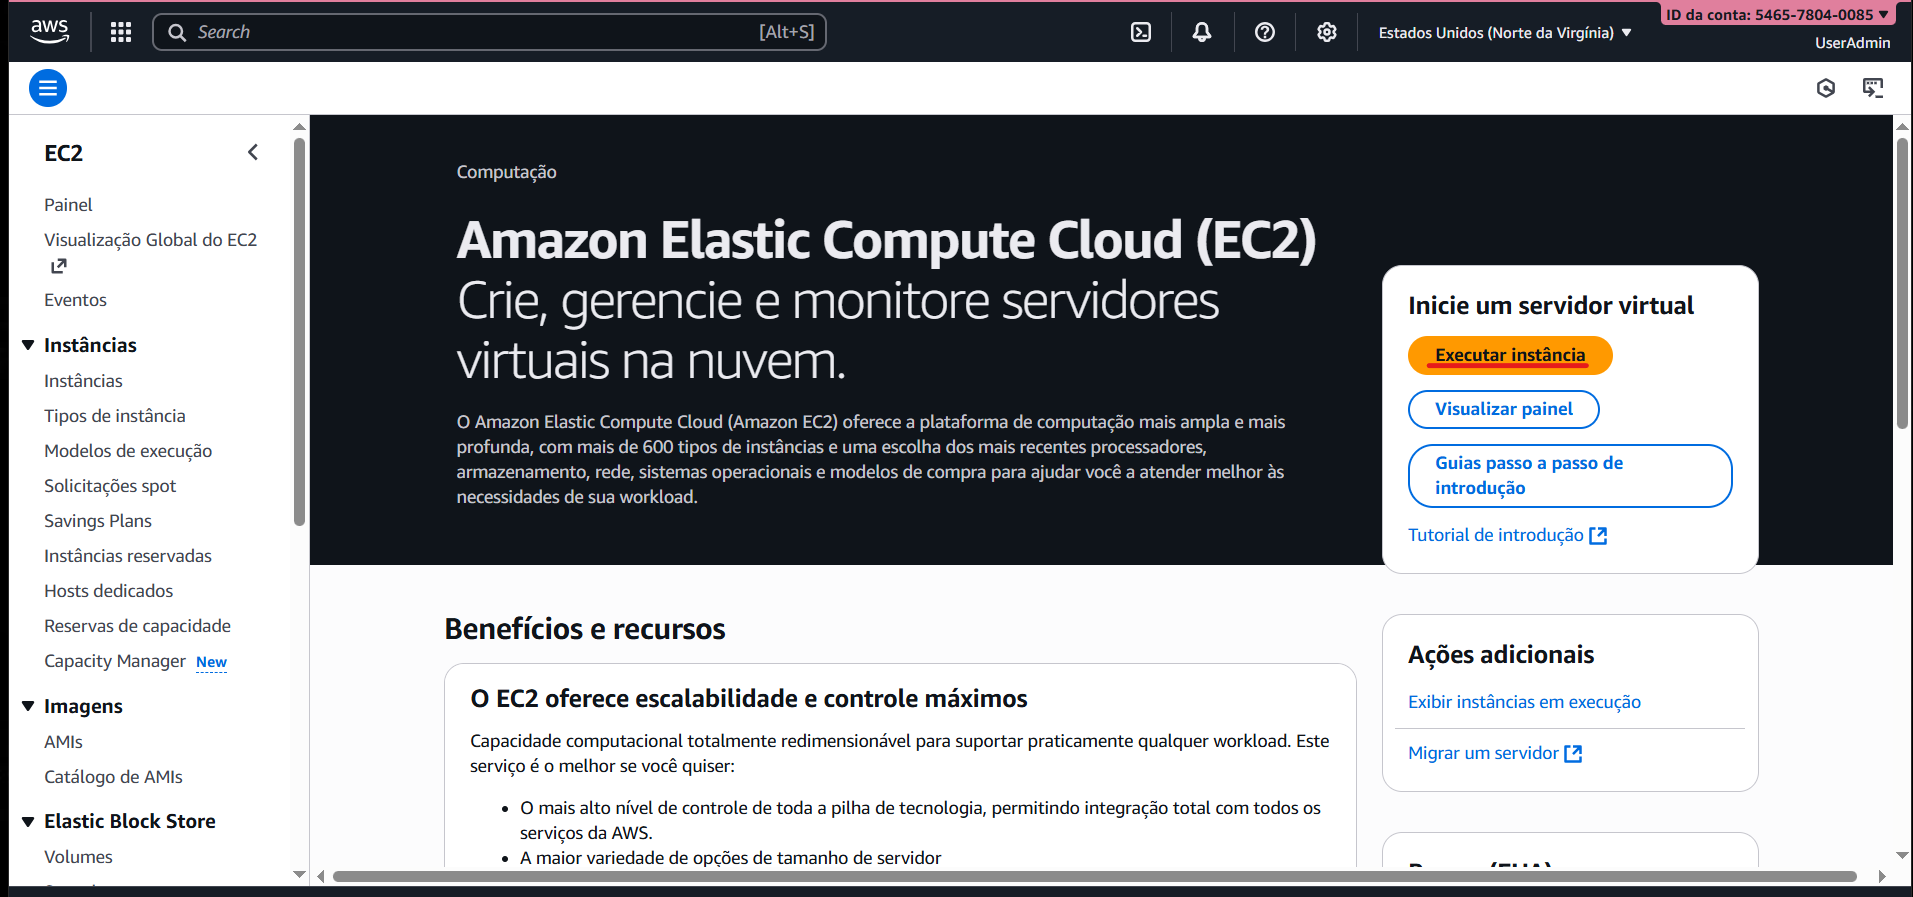 aws
Search
[Alt+S]
Estados Unidos (Norte da Virgínia)
ID da conta: 5465-7804-0085
UserAdmin
EC2
Painel
Visualização Global do EC2
Eventos
Instâncias
Instâncias
Tipos de instância
Modelos de execução
Solicitações spot
Savings Plans
Instâncias reservadas
Hosts dedicados
Reservas de capacidade
Capacity Manager New
Imagens
AMIs
Catálogo de AMIs
Elastic Block Store
Volumes
Computação
Amazon Elastic Compute Cloud (EC2)
Crie, gerencie e monitore servidores
virtuais na nuvem.
O Amazon Elastic Compute Cloud (Amazon EC2) oferece a plataforma de computação mais ampla e mais
profunda, com mais de 600 tipos de instâncias e uma escolha dos mais recentes processadores,
armazenamento, rede, sistemas operacionais e modelos de compra para ajudar você a atender melhor às
necessidades de sua workload.
Inicie um servidor virtual
Executar instância
Visualizar painel
Guias passo a passo de
introdução
Tutorial de introdução
Benefícios e recursos
O EC2 oferece escalabilidade e controle máximos
Capacidade computacional totalmente redimensionável para suportar praticamente qualquer workload. Este
serviço é o melhor se você quiser:
• O mais alto nível de controle de toda a pilha de tecnologia, permitindo integração total com todos os
serviços da AWS.
• A maior variedade de opções de tamanho de servidor
Ações adicionais
Exibir instâncias em execução
Migrar um servidor